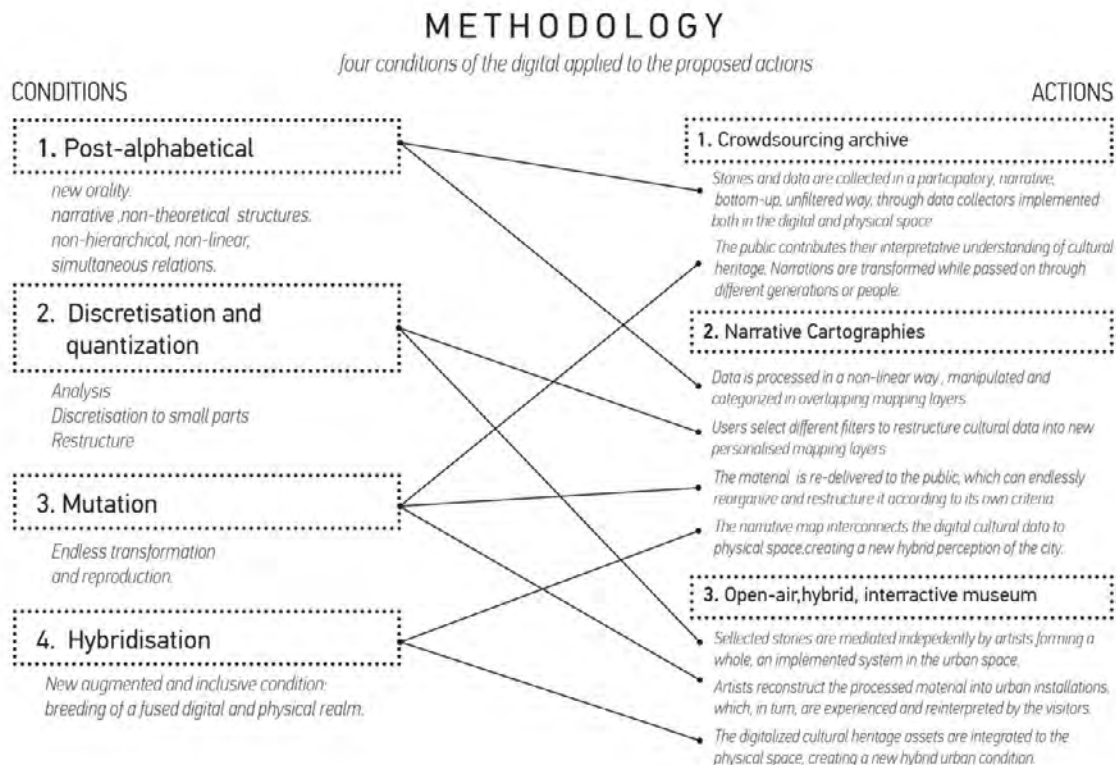 METHODOLOGY
four conditions of the digital applied to the proposed actions
CONDITIONS
1. Post-alphabetical
new orality.
narrative ,non-theoretical structures.
non-hierarchical, non-linear,
simultaneous relations.
2. Discretisation and
quantization
Analysis
Discretisation to small parts
Restructure
3. Mutation
Endless transformation
and reproduction.
4. Hybridisation
New augmented and inclusive condition:
breeding of a fused digital and physical realm.
ACTIONS
1. Crowdsourcing archive
Stories and data are collected in a participatory, narrative,
bottom-up, unfiltered way, through data collectors implemented
both in the digital and physical space
The public contributes their interpretative understanding of cultural
heritage. Narrations are transformed while passed on through
different generations or people.
2. Narrative Cartographies
Data is processed in a non-linear way , manipulated and
categorized in overlapping mapping layers.
Users select different filters to restructure cultural data into new
personalised mapping layers
The material is re-delivered to the public, which can endlessly
reorganize and restructure it according to its own criteria
The narrative map interconnects the digital cultural data to
physical space,creating a new hybrid perception of the city.
3. Open-air,hybrid, interractive museum
Sellected stories are mediated indepedently by artists forming a
whole, an implemented system in the urban space.
Artists reconstruct the processed material into urban installations,
which, in turn, are experienced and reinterpreted by the visitors.
The digitalized cultural heritage assets are integrated to the
physical space, creating a new hybrid urban condition.